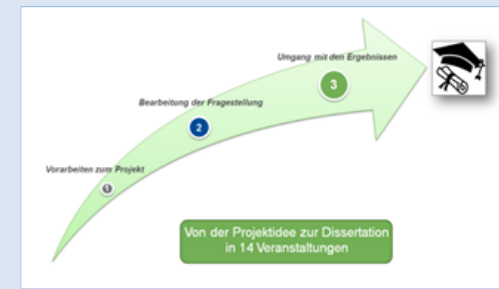 Umgang mit den Ergebnissen
3
Bearbeitung der Fragestellung
2
Vorarbeiten zum Projekt
1
Von der Projektidee zur Dissertation
in 14 Veranstaltungen